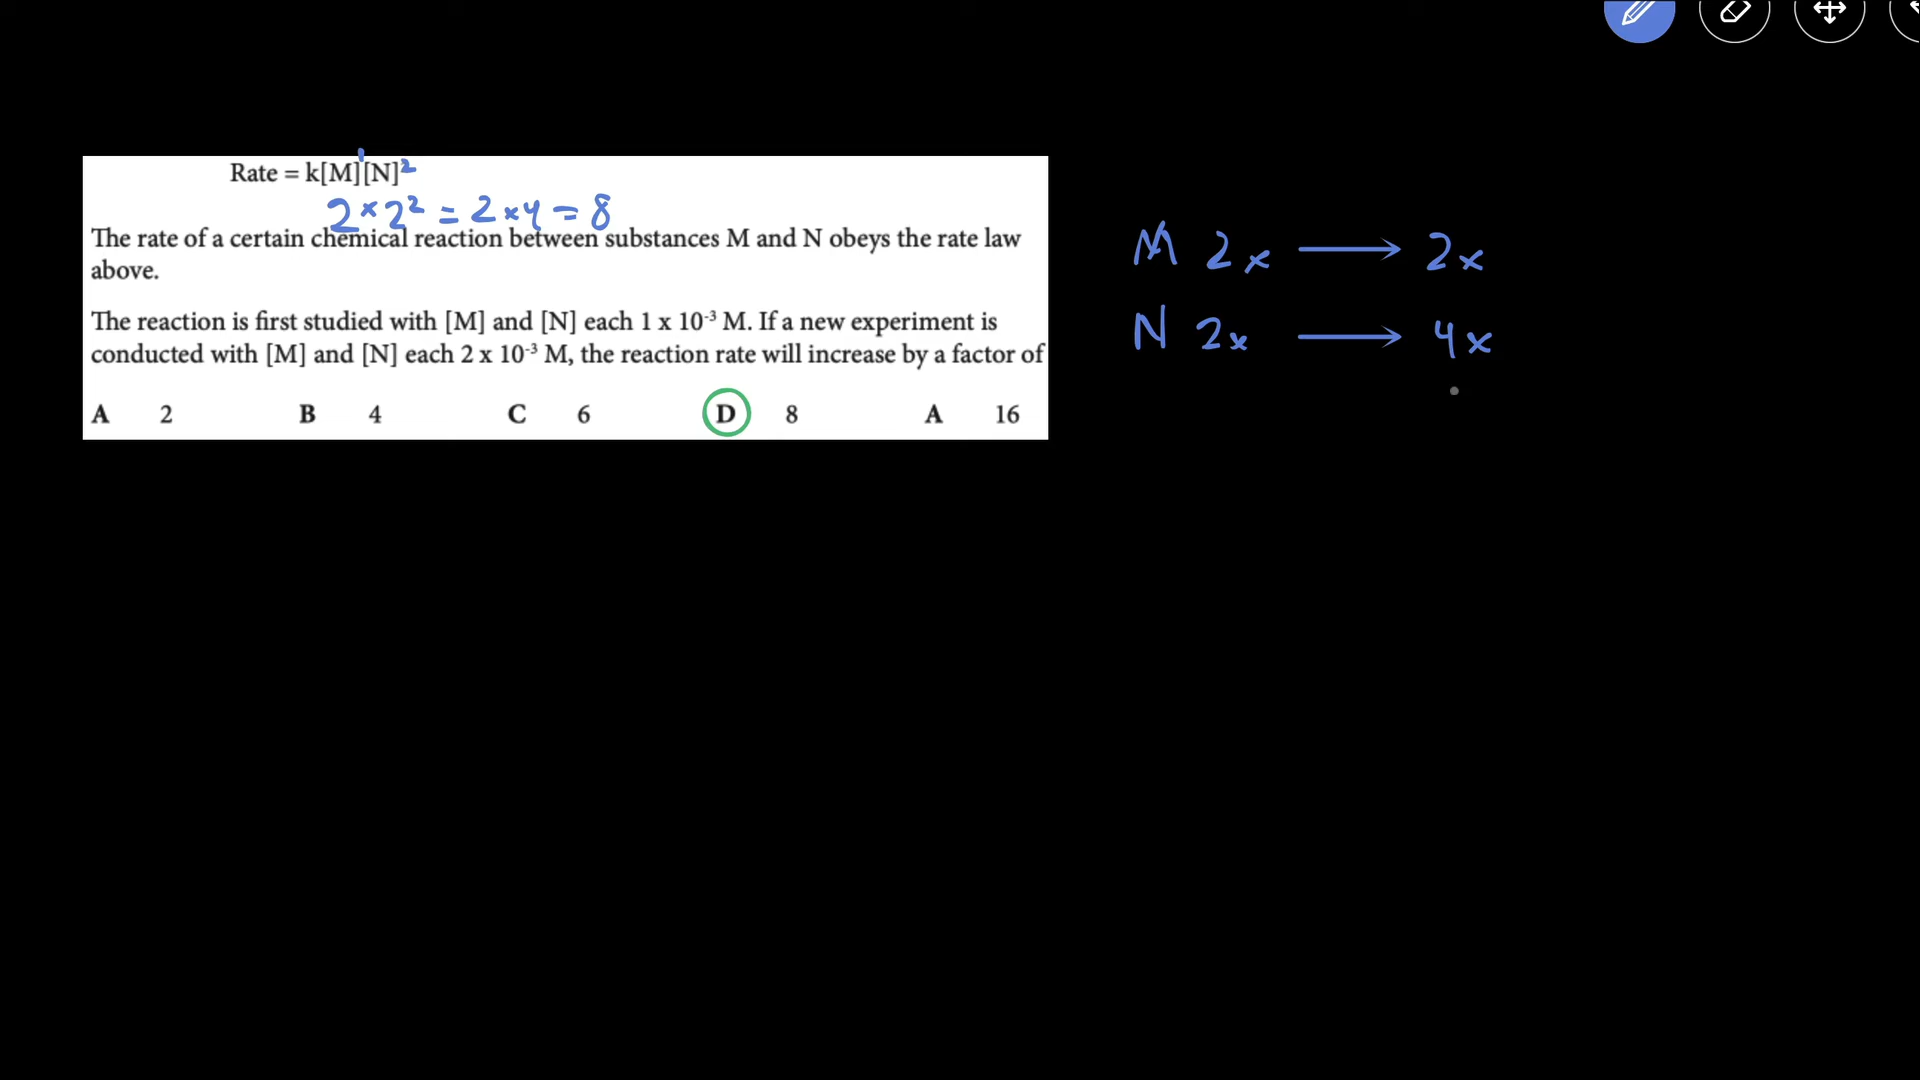 Rate = k[M]¹[N]²
2 × 2² = 2 × 4 = 8
The rate of a certain chemical reaction between substances M and N obeys the rate law
above.
The reaction is first studied with [M] and [N] each 1 x 10⁻³ M. If a new experiment is
conducted with [M] and [N] each 2 x 10⁻³ M, the reaction rate will increase by a factor of
A 2 B 4 C 6 D 8 A 16
M 2x → 2x
N 2x → 4x